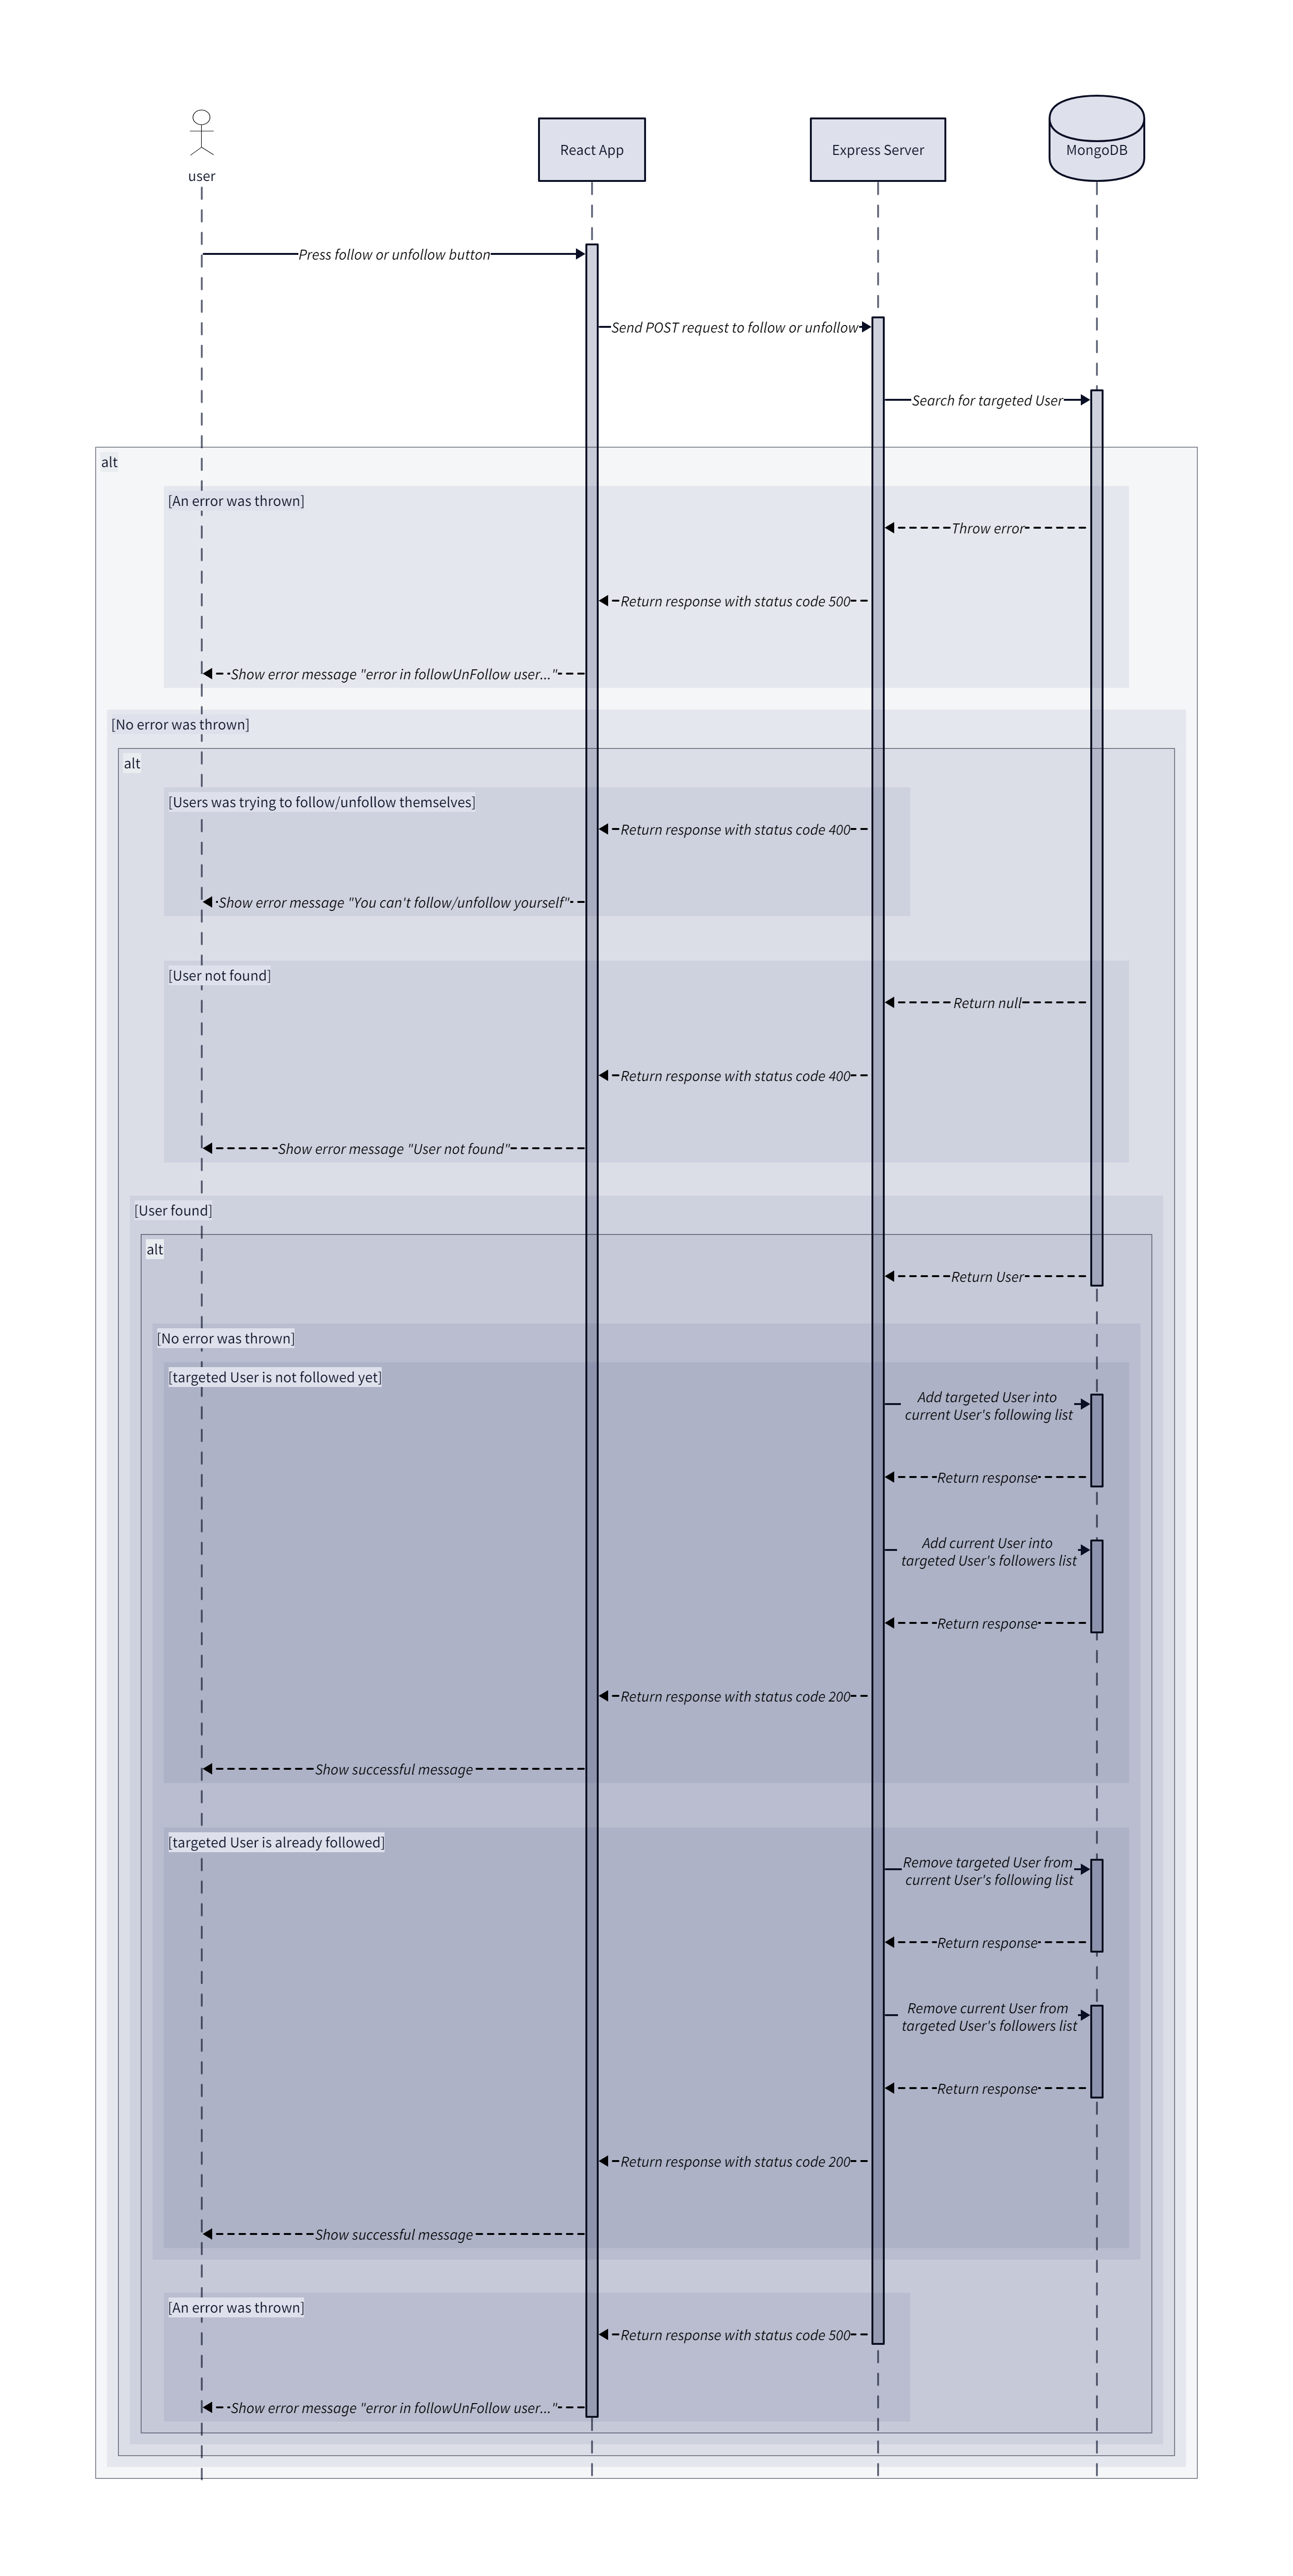 user
React App
Express Server
MongoDB
Press follow or unfollow button
Send POST request to follow or unfollow
Search for targeted User
alt
[An error was thrown]
Throw error
Return response with status code 500
Show error message "error in followUnFollow user..."
[No error was thrown]
alt
[Users was trying to follow/unfollow themselves]
Return response with status code 400
Show error message "You can't follow/unfollow yourself"
[User not found]
Return null
Return response with status code 400
Show error message "User not found"
[User found]
alt
Return User
[No error was thrown]
[targeted User is not followed yet]
Add targeted User into
current User's following list
Return response
Add current User into
targeted User's followers list
Return response
Return response with status code 200
Show successful message
[targeted User is already followed]
Remove targeted User from
current User's following list
Return response
Remove current User from
targeted User's followers list
Return response
Return response with status code 200
Show successful message
[An error was thrown]
Return response with status code 500
Show error message "error in followUnFollow user..."